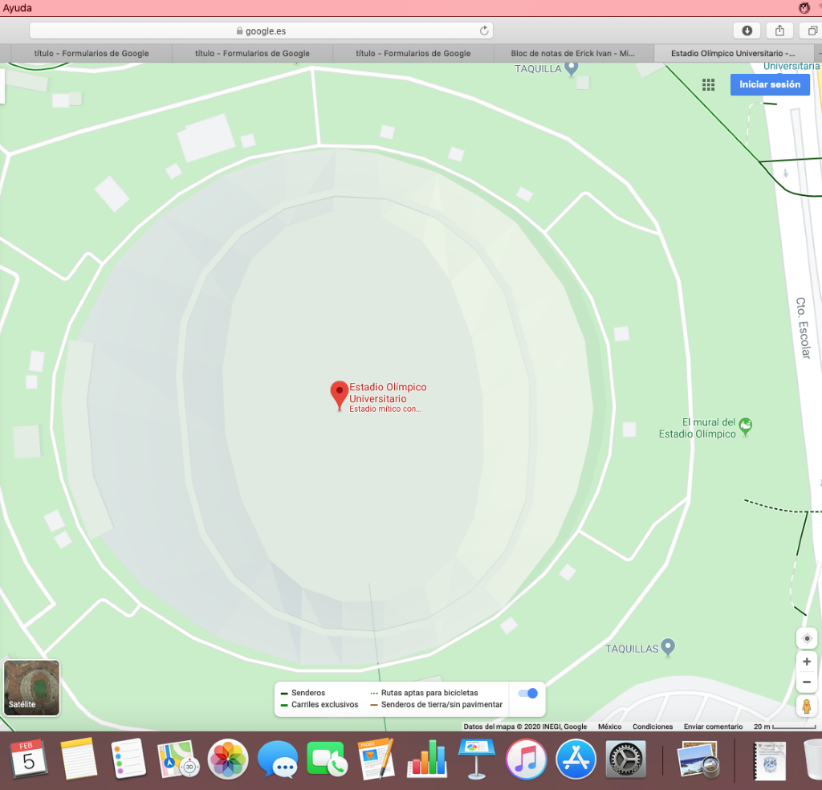 Ayuda
google.es
título - Formularios de Google
título - Formularios de Google
título - Formularios de Google
Bloc de notas de Erick Ivan - Mi...
Estadio Olímpico Universitario -...
TAQUILLA
Universitaria
Iniciar sesión
Cto. Escolar
Estadio Olímpico
Universitario
Estadio mítico con...
El mural del
Estadio Olímpico
TAQUILLAS
Satélite
Senderos
Rutas aptas para bicicletas
Carriles exclusivos
Senderos de tierra/sin pavimentar
Datos del mapa © 2020 INEGI, Google México Condiciones Enviar comentario 20 m
FEB
5
3D